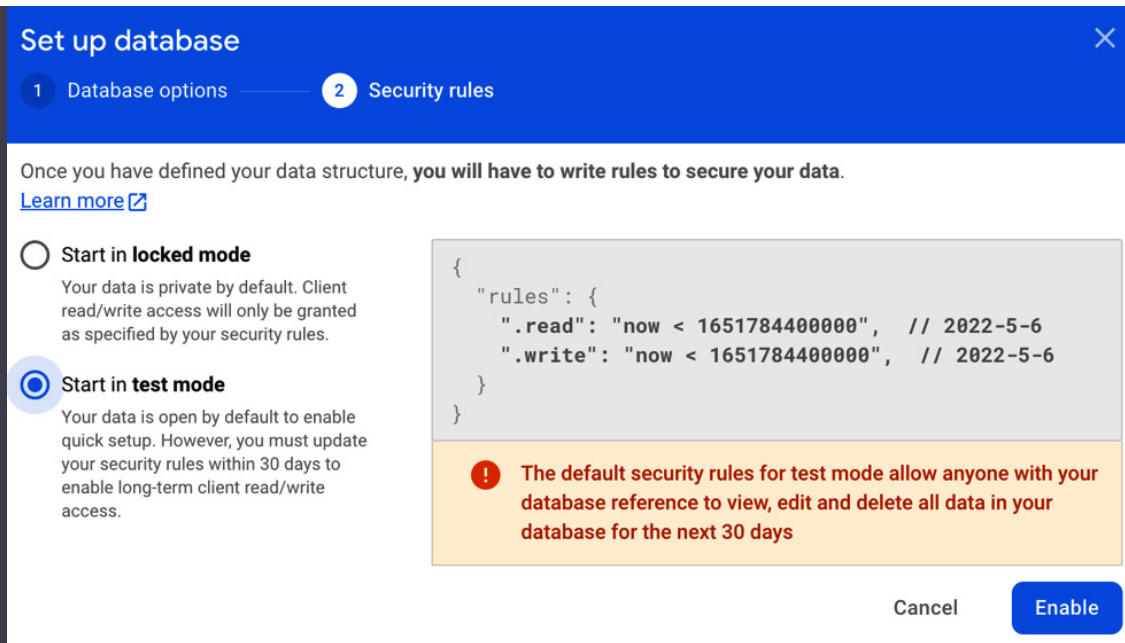 Set up database
1 Database options 2 Security rules
Once you have defined your data structure, you will have to write rules to secure your data.
Learn more
Start in locked mode
Your data is private by default. Client
read/write access will only be granted
as specified by your security rules.
Start in test mode
Your data is open by default to enable
quick setup. However, you must update
your security rules within 30 days to
enable long-term client read/write
access.
{
"rules": {
".read": "now < 1651784400000", // 2022-5-6
".write": "now < 1651784400000", // 2022-5-6
}
}
The default security rules for test mode allow anyone with your
database reference to view, edit and delete all data in your
database for the next 30 days
Cancel Enable